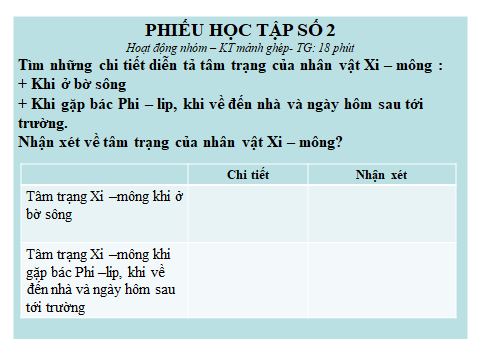 PHIẾU HỌC TẬP SỐ 2
Hoạt động nhóm – KT mảnh ghép- TG: 18 phút
Tìm những chi tiết diễn tả tâm trạng của nhân vật Xi – mông :
+ Khi ở bờ sông
+ Khi gặp bác Phi – lip, khi về đến nhà và ngày hôm sau tới
trường.
Nhận xét về tâm trạng của nhân vật Xi – mông?
Chi tiết
Nhận xét
Tâm trạng Xi –mông khi ở
bờ sông
Tâm trạng Xi –mông khi
gặp bác Phi –lip, khi về
đến nhà và ngày hôm sau
tới trường